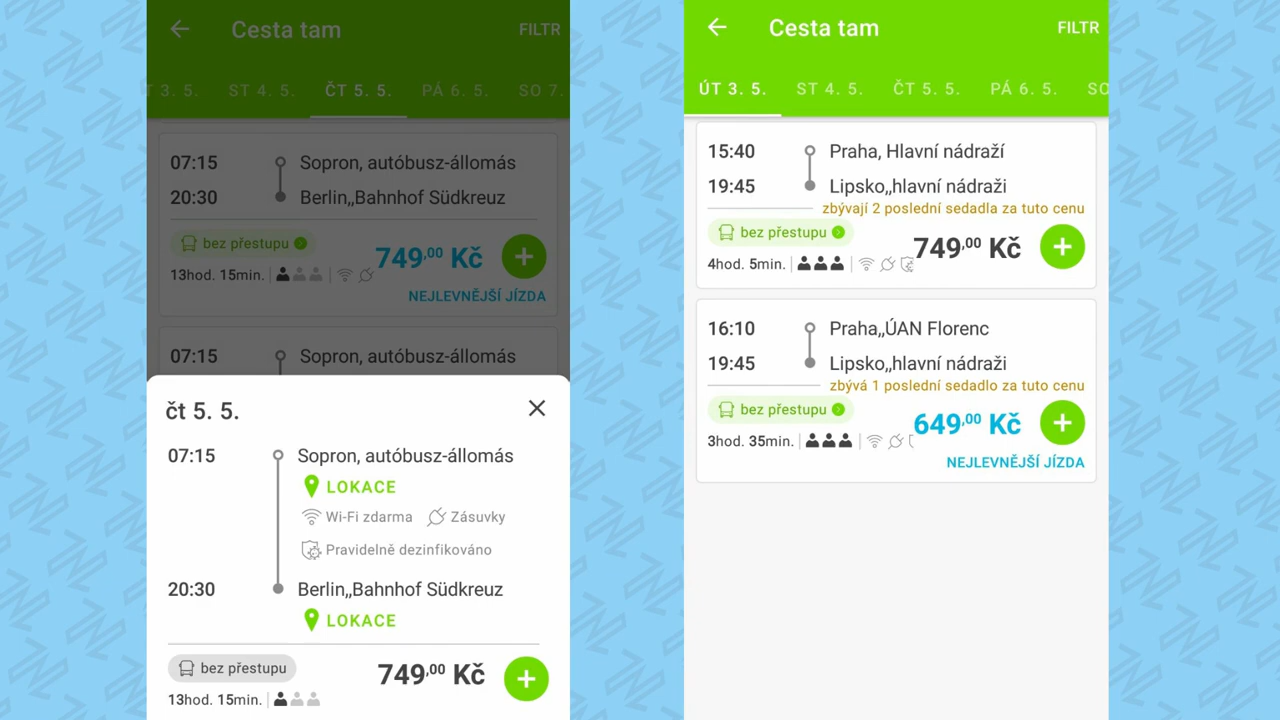 Cesta tam
FILTR
T 3. 5.
ST 4. 5.
ČT 5. 5.
PÁ 6. 5.
SO 7.
07:15
Sopron, autóbusz-állomás
20:30
Berlin,,Bahnhof Südkreuz
bez přestupu
749,00 Kč
13hod. 15min.
NEJLEVNĚJŠÍ JÍZDA
07:15
Sopron, autóbusz-állomás
čt 5. 5.
07:15
Sopron, autóbusz-állomás
LOKACE
Wi-Fi zdarma
Zásuvky
Pravidelně dezinfikováno
20:30
Berlin,,Bahnhof Südkreuz
LOKACE
bez přestupu
749,00 Kč
13hod. 15min.
Cesta tam
FILTR
ÚT 3. 5.
ST 4. 5.
ČT 5. 5.
PÁ 6. 5.
SO
15:40
Praha, Hlavní nádraží
19:45
Lipsko,,hlavní nádraži
zbývají 2 poslední sedadla za tuto cenu
bez přestupu
749,00 Kč
4hod. 5min.
16:10
Praha,,ÚAN Florenc
19:45
Lipsko,,hlavní nádraži
zbývá 1 poslední sedadlo za tuto cenu
bez přestupu
649,00 Kč
3hod. 35min.
NEJLEVNĚJŠÍ JÍZDA